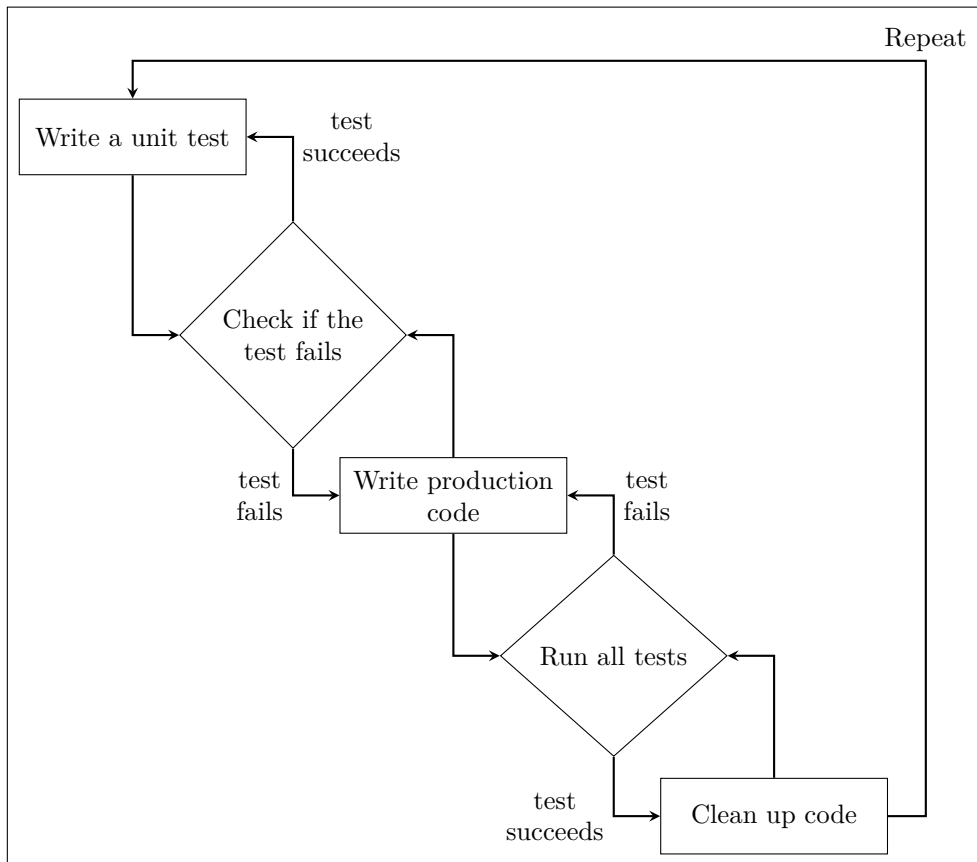 Repeat
Write a unit test
test
succeeds
Check if the
test fails
test
fails
Write production
code
test
fails
Run all tests
test
succeeds
Clean up code